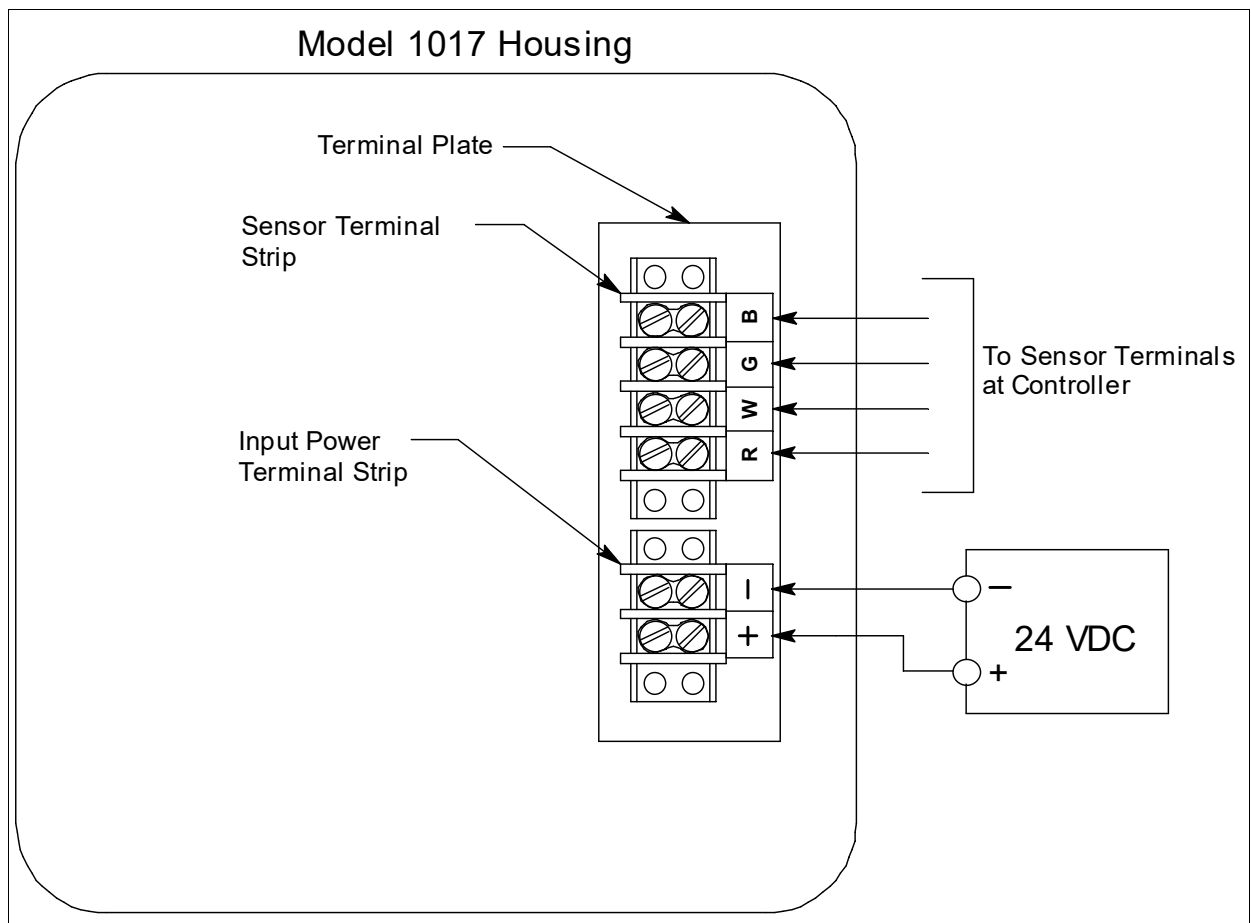 Model 1017 Housing
Terminal Plate
Sensor Terminal
Strip
B
G
W
R
To Sensor Terminals
at Controller
Input Power
Terminal Strip
−
+
−
24 VDC
+